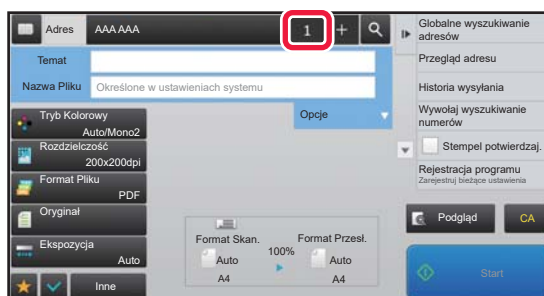 Adres AAA AAA 1 +
Temat
Nazwa Pliku Określone w ustawieniach systemu
Tryb Kolorowy
Auto/Mono2
Rozdzielczość
200x200dpi
Format Pliku
PDF
Oryginał
Ekspozycja
Auto
Inne
Opcje
Format Skan.
Auto
A4
100%
Format Przesł.
Auto
A4
Globalne wyszukiwanie
adresów
Przegląd adresu
Historia wysyłania
Wywołaj wyszukiwanie
numerów
Stempel potwierdzaj.
Rejestracja programu
Zarejestruj bieżące ustawienia
Podgląd
CA
Start